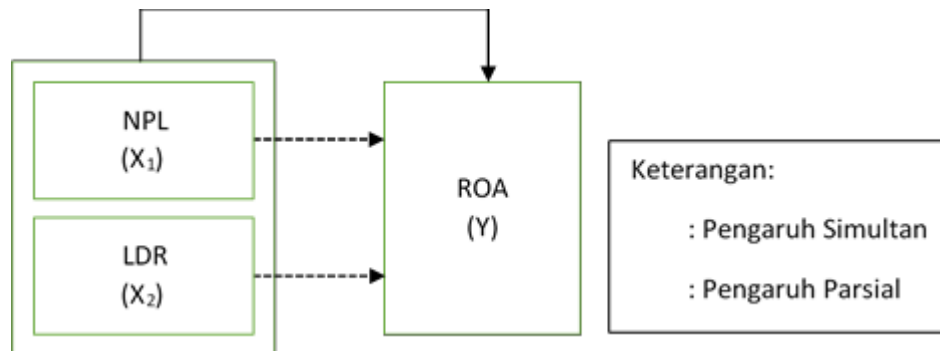 NPL
(X₁)
LDR
(X₂)
ROA
(Y)
Keterangan:
: Pengaruh Simultan
: Pengaruh Parsial